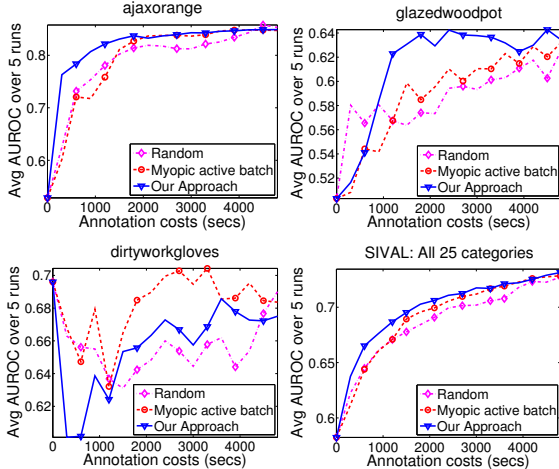 ajaxorange
Avg AUROC over 5 runs
0.8
0.7
0.6
0 1000 2000 3000 4000
Annotation costs (secs)
Random
Myopic active batch
Our Approach
glazedwoodpot
Avg AUROC over 5 runs
0.64
0.62
0.6
0.58
0.56
0.54
0.52
0 1000 2000 3000 4000
Annotation costs (secs)
Random
Myopic active batch
Our Approach
dirtyworkgloves
Avg AUROC over 5 runs
0.7
0.68
0.66
0.64
0.62
0 1000 2000 3000 4000
Annotation cost (secs)
Random
Myopic active batch
Our Approach
SIVAL: All 25 categories
Avg AUROC over 5 runs
0.7
0.65
0.6
0 1000 2000 3000 4000
Annotation costs (secs)
Random
Myopic active batch
Our Approach